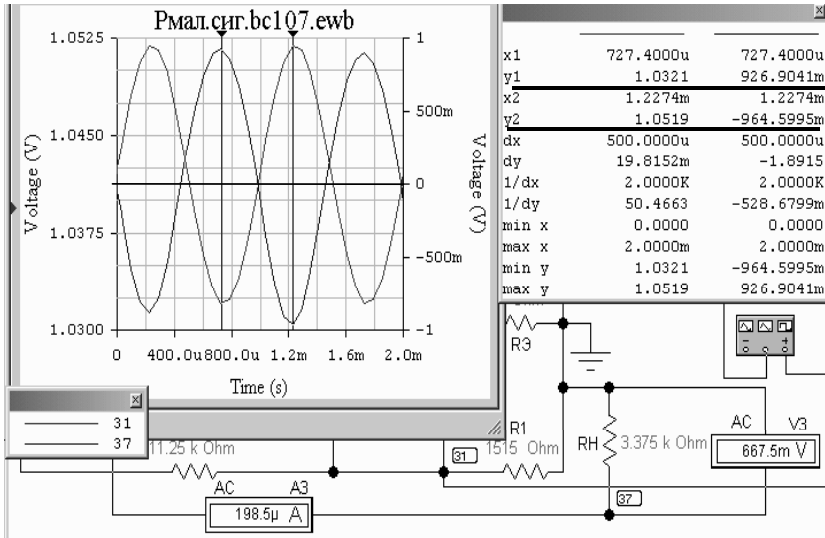 Рмал.сиг.bc107.ewb
1.0525
1.0450
1.0375
1.0300
Voltage (V)
1
500m
0
-500m
-1
Voltage (V)
0 400.0u 800.0u 1.2m 1.6m 2.0m
Time (s)
x1 727.4000u 727.4000u
y1 1.0321 926.9041m
x2 1.2274m 1.2274m
y2 1.0519 -964.5995m
dx 500.0000u 500.0000u
dy 19.8152m -1.8915
1/dx 2.0000K 2.0000K
1/dy 50.4663 -528.6799m
min x 0.0000 0.0000
max x 2.0000m 2.0000m
min y 1.0321 -964.5995m
max y 1.0519 926.9041m
RЭ
31
37
11.25 k Ohm
R1
1515 Ohm
31
RH
3.375 k Ohm
AC V3
667.5m V
AC A3
198.5µ A
37